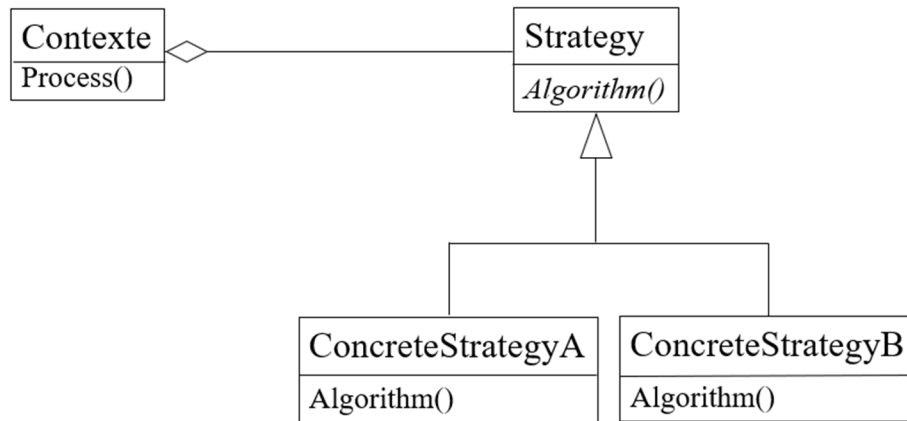 Contexte
Process()
Strategy
Algorithm()
ConcreteStrategyA
Algorithm()
ConcreteStrategyB
Algorithm()